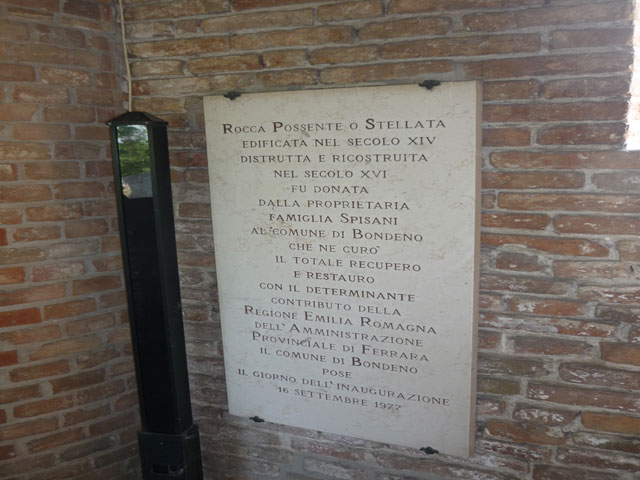 Rocca Possente o Stellata
edificata nel secolo XIV
distrutta e ricostruita
nel secolo XVI
fu donata
dalla proprietaria
famiglia Spisani
al comune di Bondeno
che ne curò
il totale recupero
e restauro
con il determinante
contributo della
Regione Emilia Romagna
dell'Amministrazione
Provinciale di Ferrara
il comune di Bondeno
pose
il giorno dell'inaugurazione
16 settembre 1977